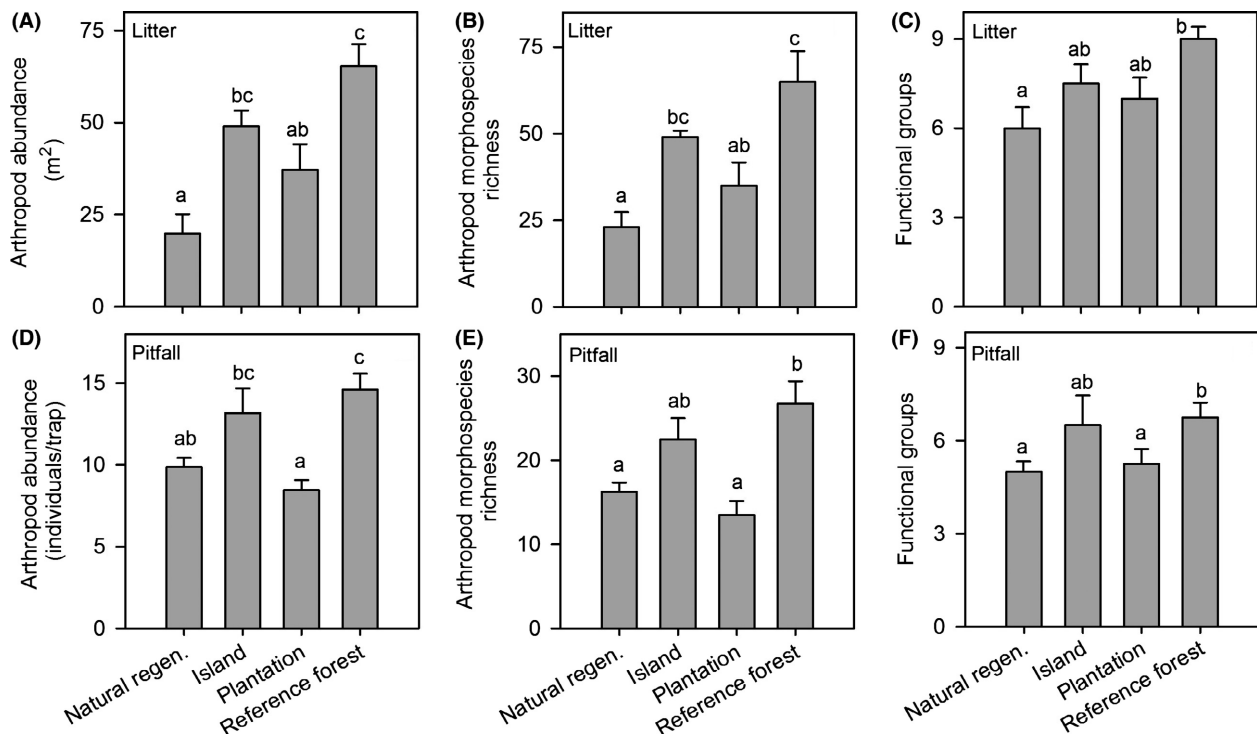 (A)
Litter
Arthropod abundance
(m²)
75
50
25
0
a
bc
ab
c
(B)
Litter
Arthropod morphospecies
richness
75
50
25
0
a
bc
ab
c
(C)
Litter
Functional groups
9
6
3
0
a
ab
ab
b
(D)
Pitfall
Arthropod abundance
(individuals/trap)
15
10
5
0
ab
bc
a
c
Natural regen.
Island
Plantation
Reference forest
(E)
Pitfall
Arthropod morphospecies
richness
30
20
10
0
a
ab
a
b
Natural regen.
Island
Plantation
Reference forest
(F)
Pitfall
Functional groups
9
6
3
0
a
ab
a
b
Natural regen.
Island
Plantation
Reference forest